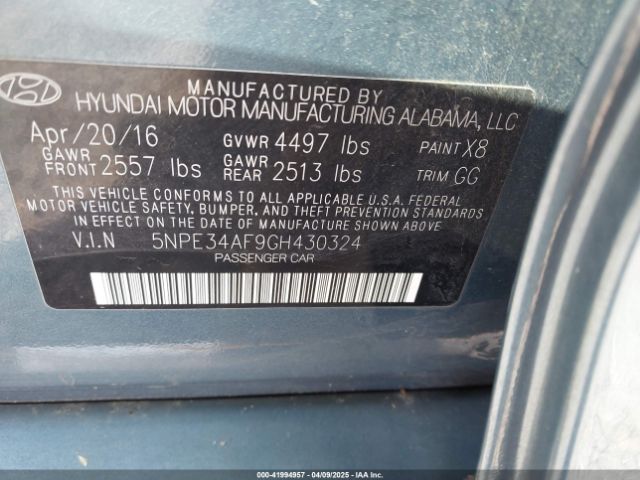 MANUFACTURED BY
HYUNDAI MOTOR MANUFACTURING ALABAMA, LLC
Apr/20/16 GVWR 4497 lbs PAINT X8
GAWR FRONT 2557 lbs GAWR REAR 2513 lbs TRIM GG
THIS VEHICLE CONFORMS TO ALL APPLICABLE U.S.A. FEDERAL
MOTOR VEHICLE SAFETY, BUMPER, AND THEFT PREVENTION STANDARDS
IN EFFECT ON THE DATE OF MANUFACTURE SHOWN ABOVE
V.I.N 5NPE34AF9GH430324
PASSENGER CAR
00-41994957 04/09/2025 IAA Inc.